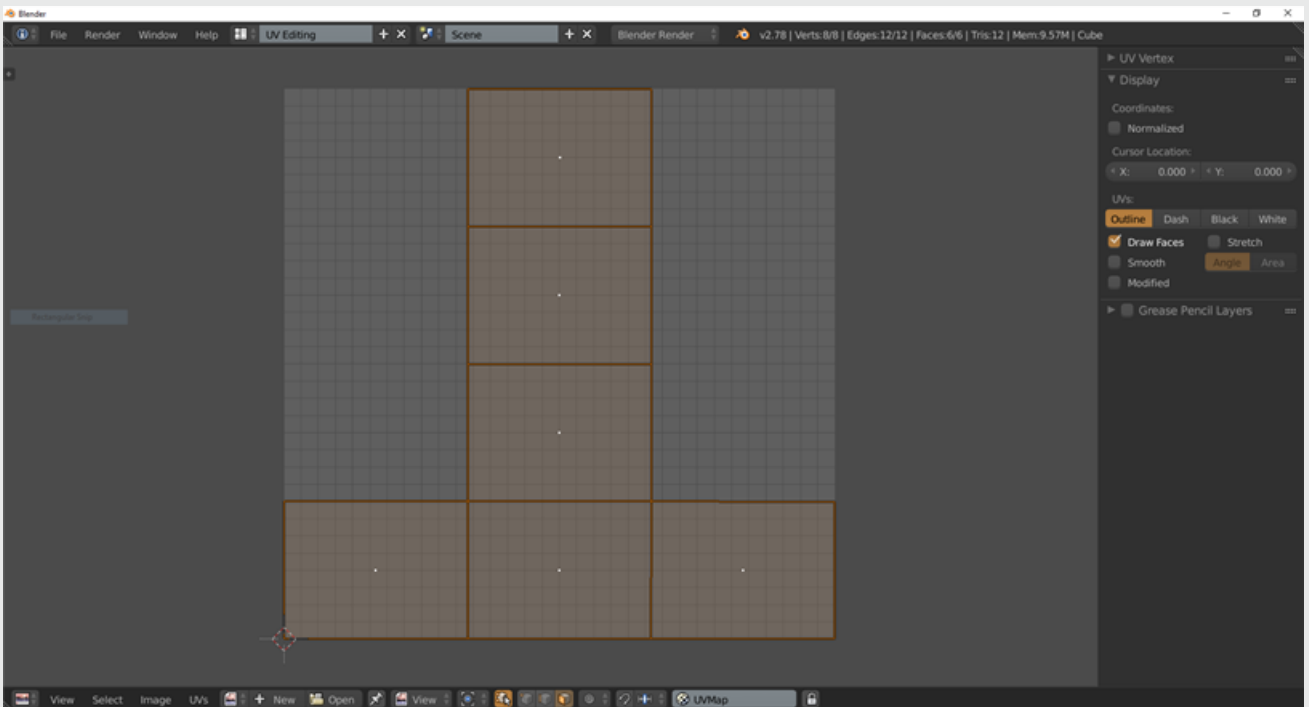 Blender
File Render Window Help UV Editing Scene Blender Render v2.78 | Verts:8/8 | Edges:12/12 | Faces:6/6 | Tris:12 | Mem:9.57M | Cube
UV Vertex
Display
Coordinates:
Normalized
Cursor Location:
X: 0.000 Y: 0.000
UVs:
Outline Dash Black White
Draw Faces Stretch
Smooth Angle Area
Modified
Grease Pencil Layers
Rectangular Snip
View Select Image UVs New Open View UVMap